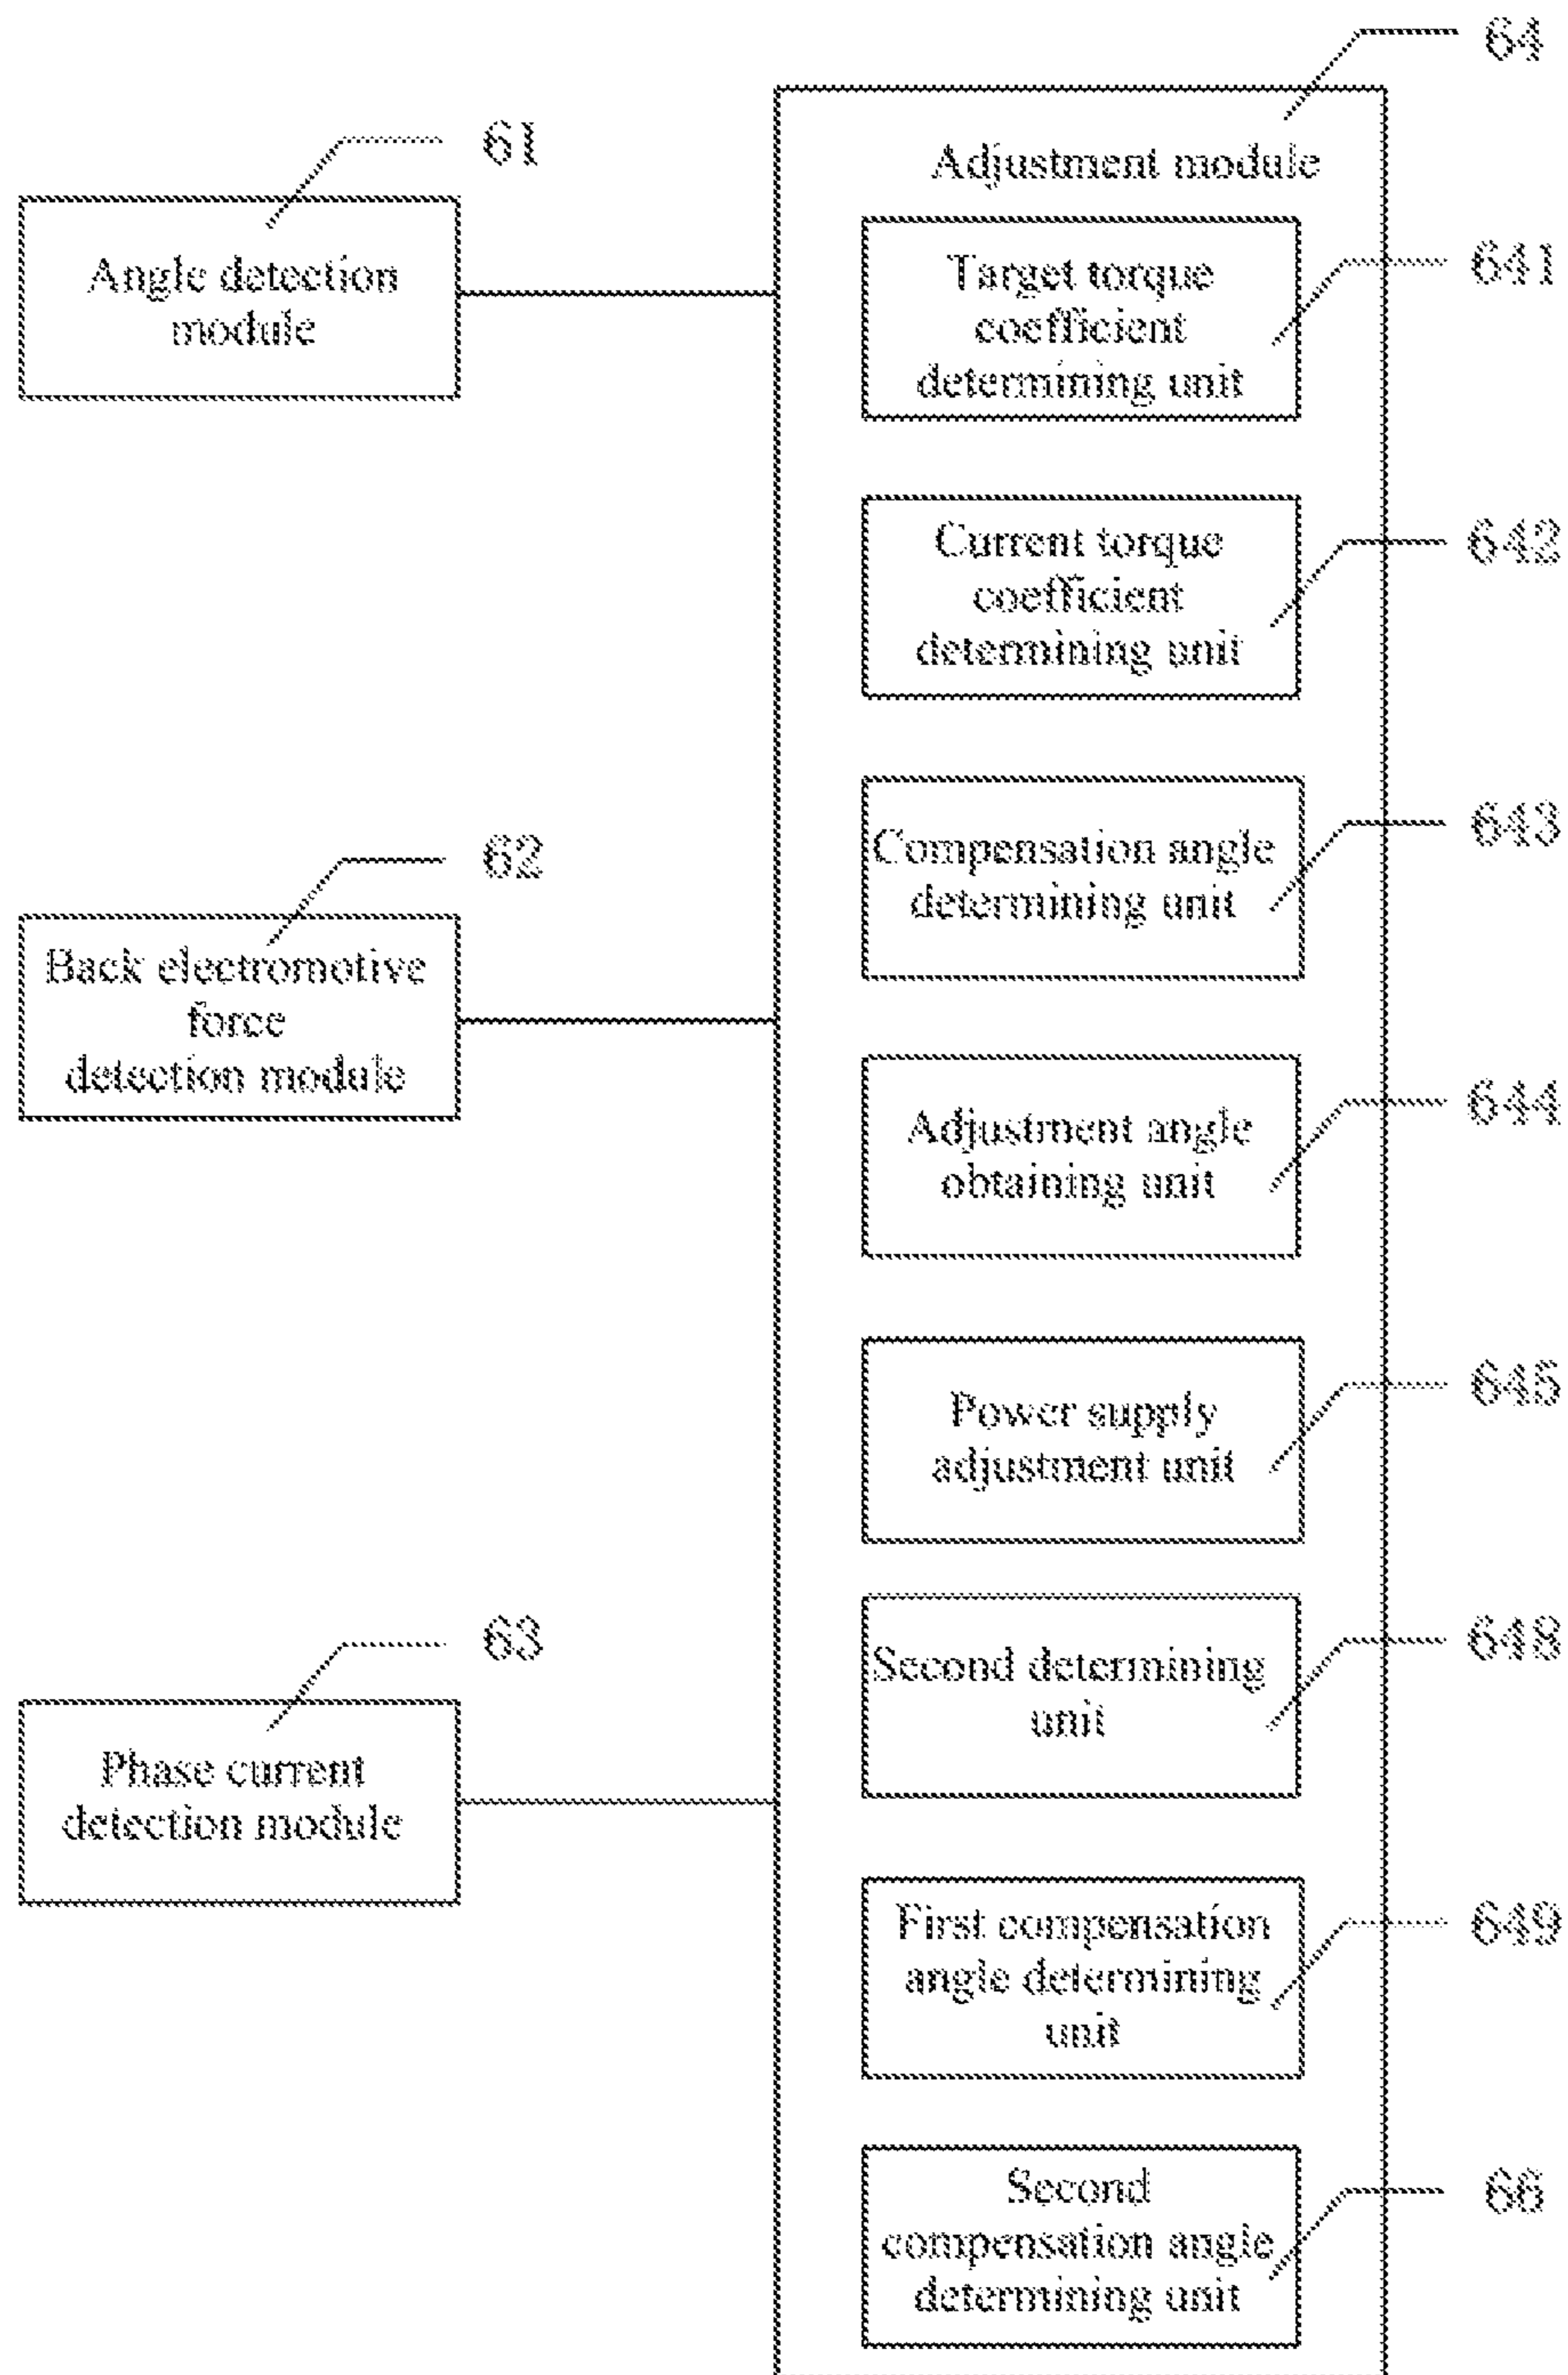 64
Adjustment module
61
Angle detection
module
Target torque
coefficient
determining unit
641
Current torque
coefficient
determining unit
642
Compensation angle
determining unit
643
62
Back electromotive
force
detection module
Adjustment angle
obtaining unit
644
Power supply
adjustment unit
645
63
Phase current
detection module
Second determining
unit
648
First compensation
angle determining
unit
649
Second
compensation angle
determining unit
66